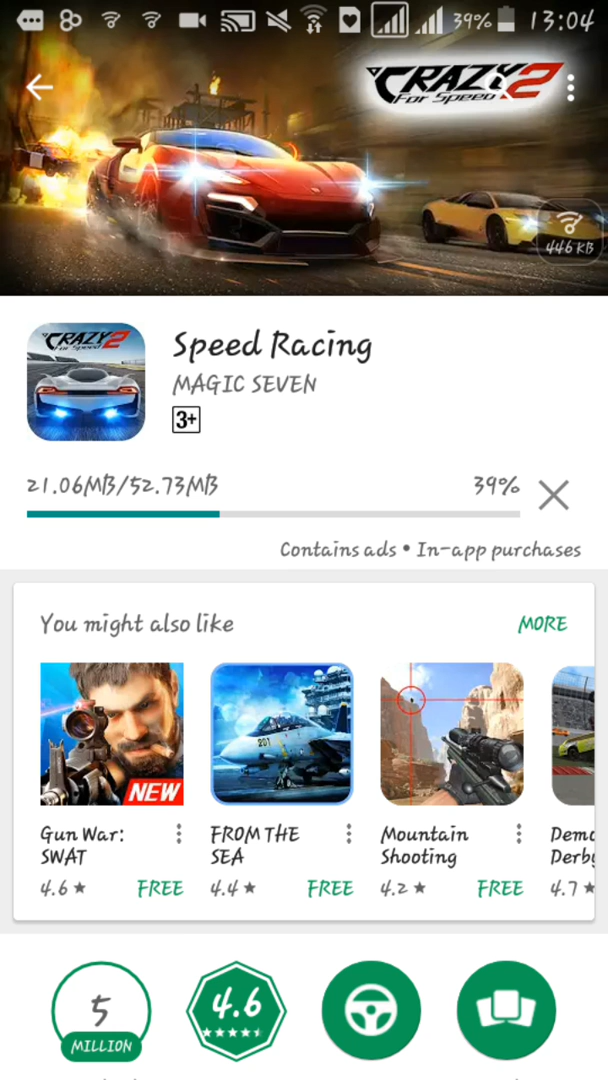 39% 13:04
CRAZY 2
For Speed
446 KB
CRAZY 2
For Speed
Speed Racing
MAGIC SEVEN
3+
21.06MB/52.73MB 39%
Contains ads • In-app purchases
You might also like MORE
201
NEW
Gun War: FROM THE Mountain Demo
SWAT SEA Shooting Derby
4.6 ★ FREE 4.4 ★ FREE 4.2 ★ FREE 4.7 ★
5 4.6
MILLION